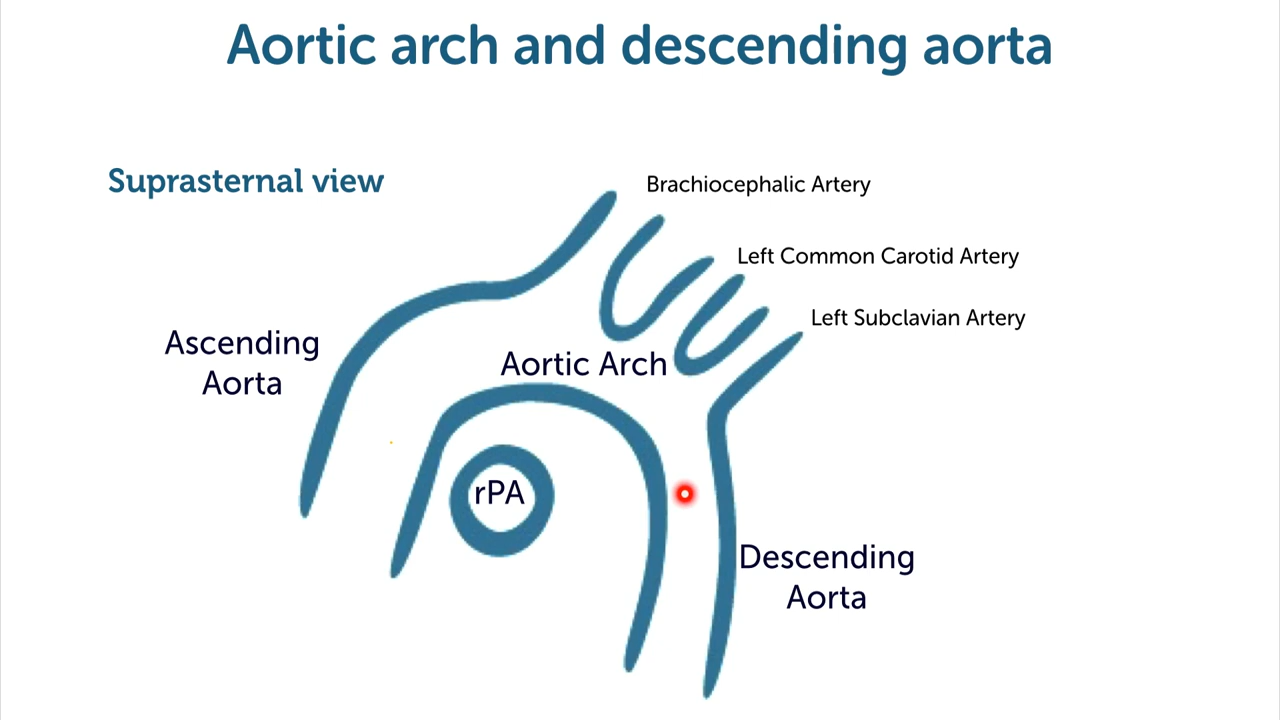 Aortic arch and descending aorta
Suprasternal view
Brachiocephalic Artery
Left Common Carotid Artery
Left Subclavian Artery
Ascending
Aorta
Aortic Arch
rPA
Descending
Aorta